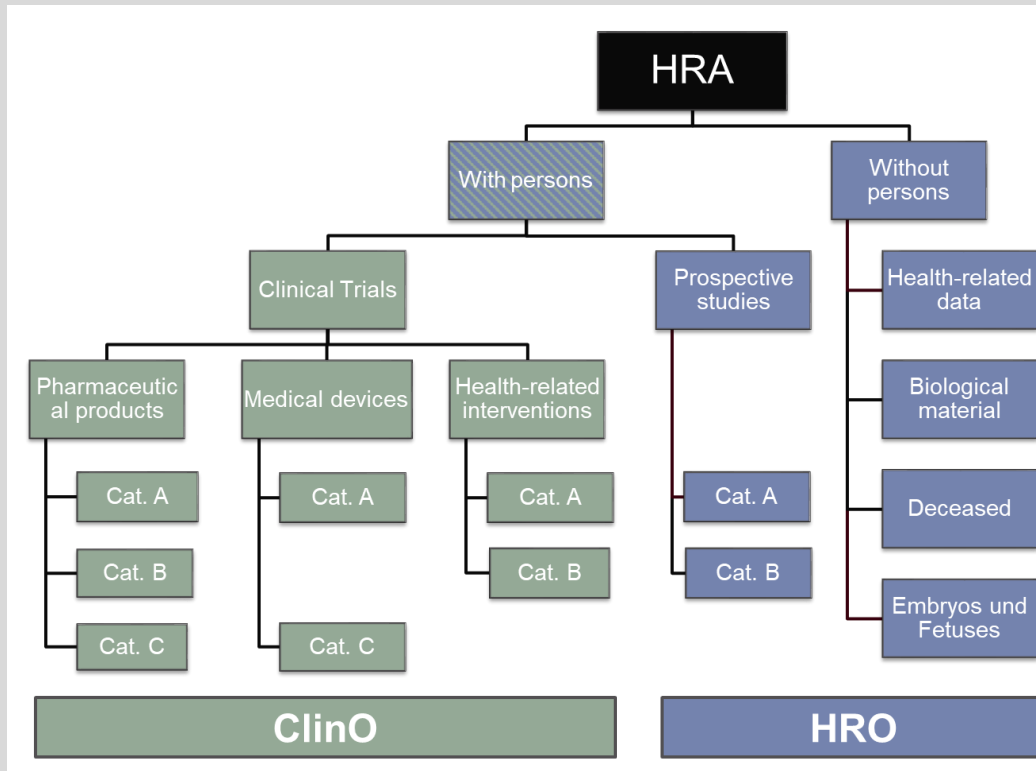 HRA
With persons
Without
persons
Clinical Trials
Prospective
studies
Health-related
data
Pharmaceutic
al products
Medical devices
Health-related
interventions
Biological
material
Cat. A
Cat. A
Cat. A
Cat. A
Deceased
Cat. B
Cat. B
Cat. B
Embryos und
Fetuses
Cat. C
Cat. C
ClinO
HRO